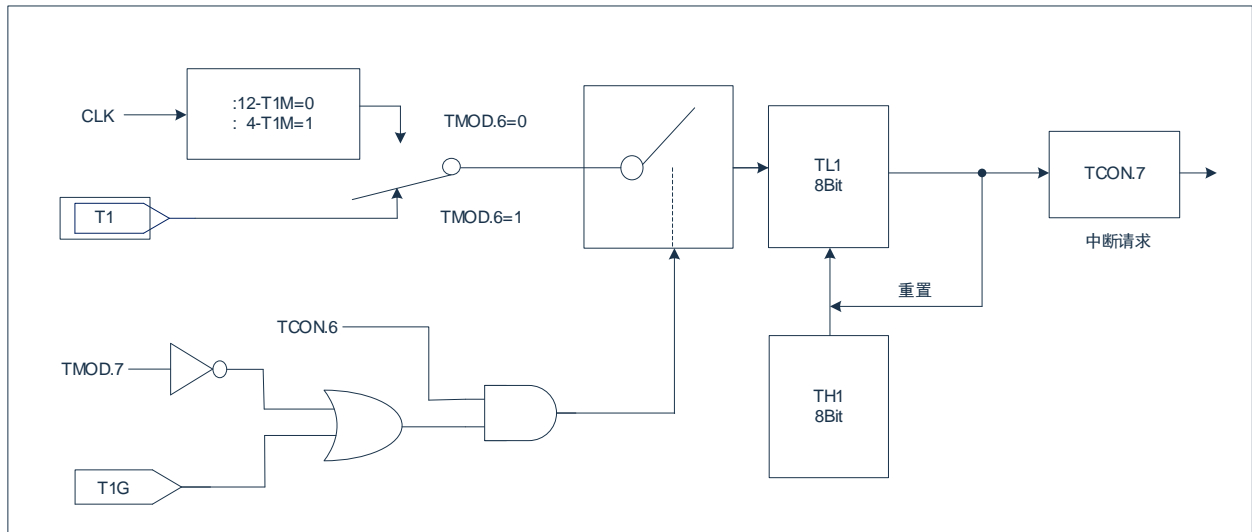 :12-T1M=0
: 4-T1M=1
CLK
TMOD.6=0
T1
TMOD.6=1
TL1
8Bit
TCON.7
中断请求
重置
TCON.6
TMOD.7
TH1
8Bit
T1G